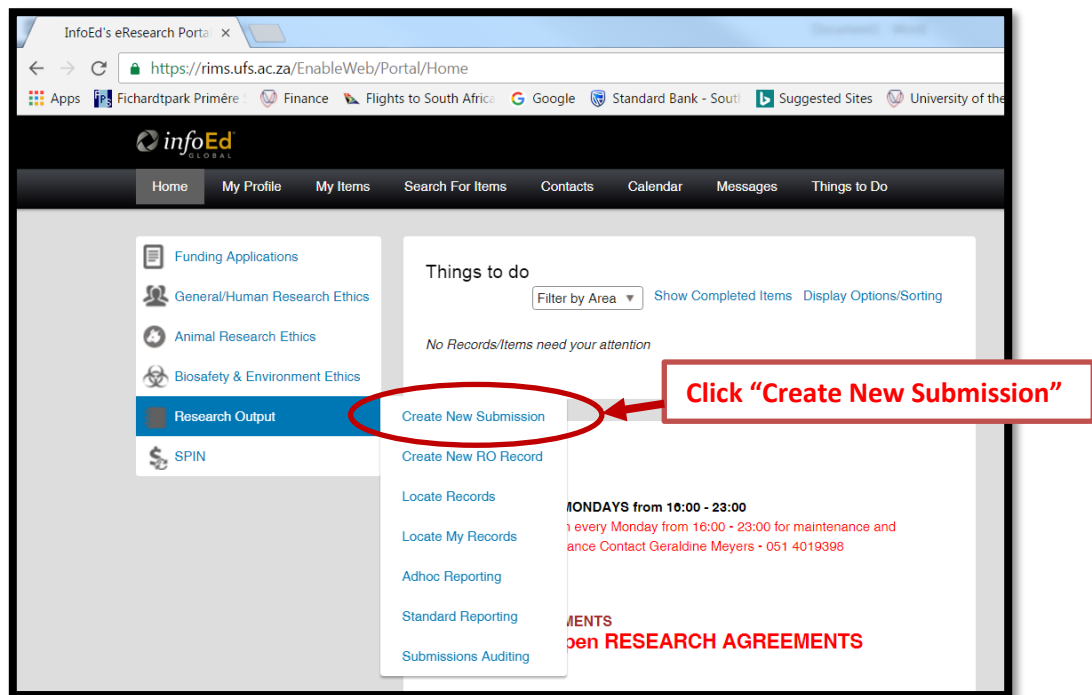 InfoEd's eResearch Porta
https://rims.ufs.ac.za/EnableWeb/Portal/Home
Apps Fichardtpark Primêre Finance Flights to South Africa Google Standard Bank - Sout Suggested Sites University of the
infoEd
GLOBAL
Home My Profile My Items Search For Items Contacts Calendar Messages Things to Do
Funding Applications
General/Human Research Ethics
Animal Research Ethics
Biosafety & Environment Ethics
Research Output
SPIN
Things to do
Filter by Area Show Completed Items Display Options/Sorting
No Records/Items need your attention
Click “Create New Submission”
Create New Submission
Create New RO Record
Locate Records
Locate My Records
Adhoc Reporting
Standard Reporting
Submissions Auditing
MONDAYS from 16:00 - 23:00
every Monday from 16:00 - 23:00 for maintenance and
ance Contact Geraldine Meyers - 051 4019398
MENTS
pen RESEARCH AGREEMENTS